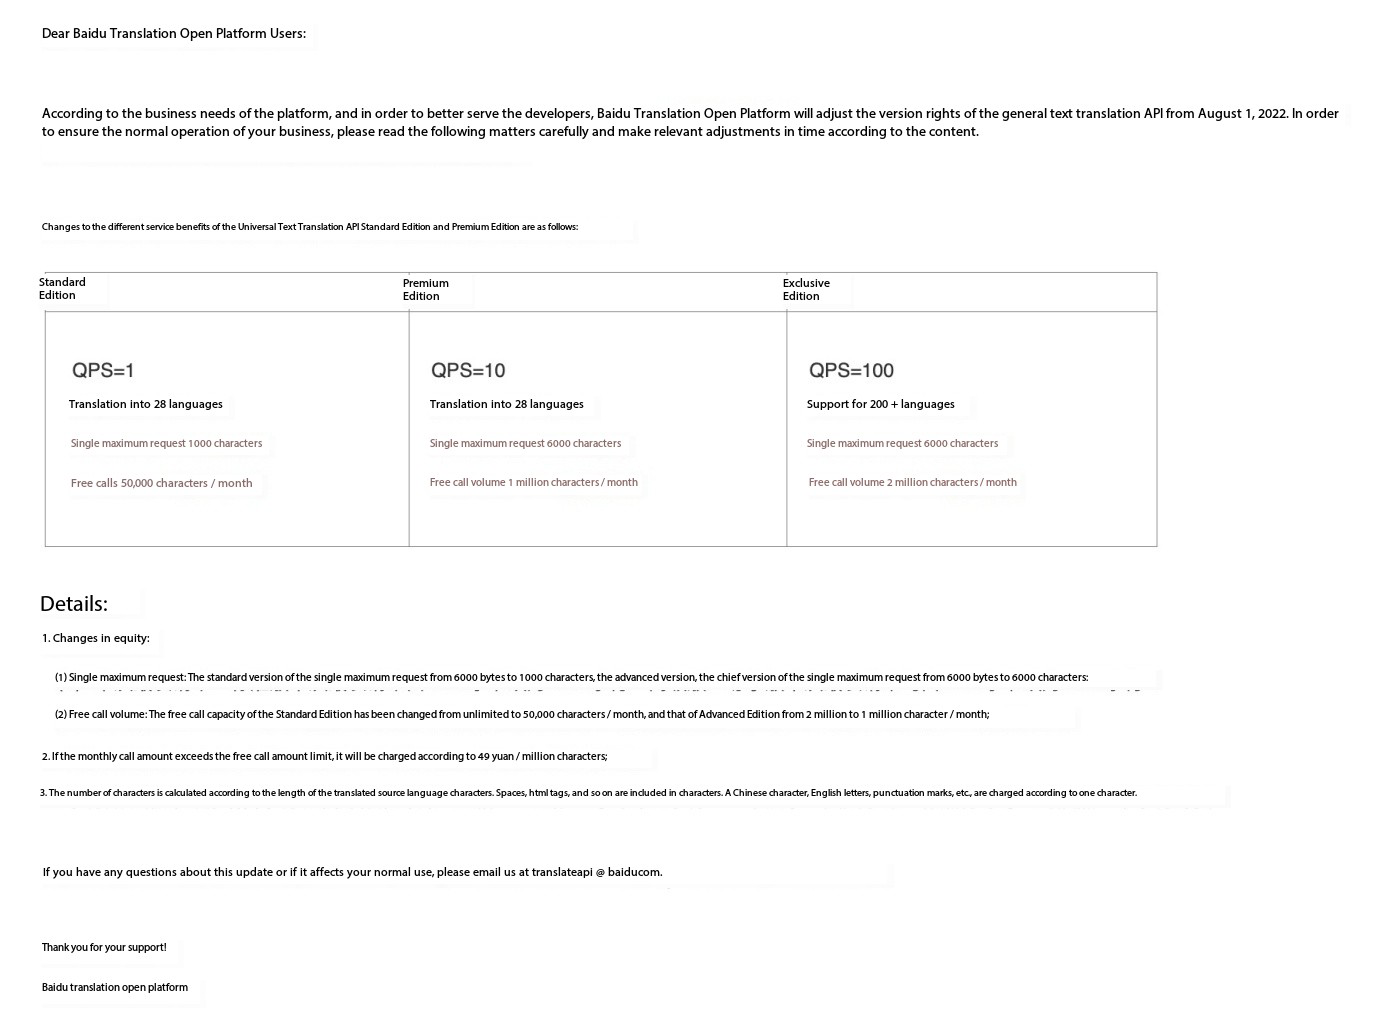 Dear Baidu Translation Open Platform Users:
According to the business needs of the platform, and in order to better serve the developers, Baidu Translation Open Platform will adjust the version rights of the general text translation API from August 1, 2022. In order
to ensure the normal operation of your business, please read the following matters carefully and make relevant adjustments in time according to the content.
Changes to the different service benefits of the Universal Text Translation API Standard Edition and Premium Edition are as follows:
Standard
Edition
Premium
Edition
Exclusive
Edition
QPS=1
Translation into 28 languages
Single maximum request 1000 characters
Free calls 50,000 characters / month
QPS=10
Translation into 28 languages
Single maximum request 6000 characters
Free call volume 1 million characters / month
QPS=100
Support for 200 + languages
Single maximum request 6000 characters
Free call volume 2 million characters / month
Details:
1. Changes in equity:
(1) Single maximum request: The standard version of the single maximum request from 6000 bytes to 1000 characters, the advanced version, the chief version of the single maximum request from 6000 bytes to 6000 characters:
(2) Free call volume: The free call capacity of the Standard Edition has been changed from unlimited to 50,000 characters / month, and that of Advanced Edition from 2 million to 1 million character / month;
2. If the monthly call amount exceeds the free call amount limit, it will be charged according to 49 yuan / million characters;
3. The number of characters is calculated according to the length of the translated source language characters. Spaces, html tags, and so on are included in characters. A Chinese character, English letters, punctuation marks, etc., are charged according to one character.
If you have any questions about this update or if it affects your normal use, please email us at translateapi @ baiducom.
Thank you for your support!
Baidu translation open platform